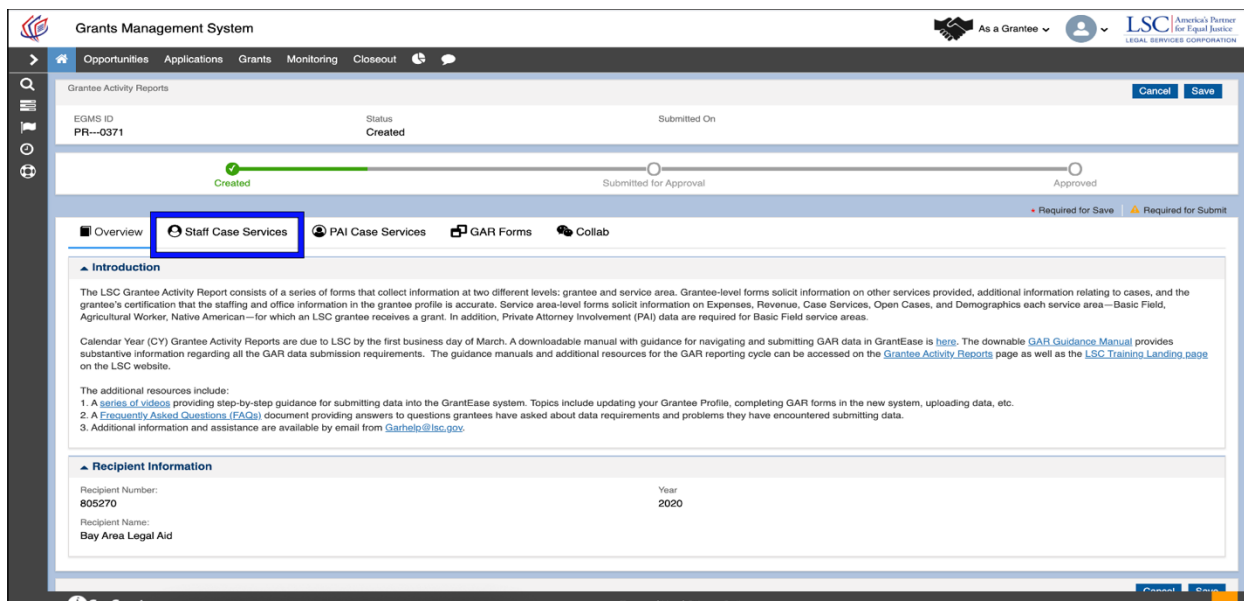 Grants Management System
As a Grantee
LSC America's Partner for Equal Justice
LEGAL SERVICES CORPORATION
Opportunities Applications Grants Monitoring Closeout
Grantee Activity Reports
Cancel Save
EGMS ID Status Submitted On
PR---0371 Created
Created Submitted for Approval Approved
Required for Save Required for Submit
Overview Staff Case Services PAI Case Services GAR Forms Collab
Introduction
The LSC Grantee Activity Report consists of a series of forms that collect information at two different levels: grantee and service area. Grantee-level forms solicit information on other services provided, additional information relating to cases, and the
grantee's certification that the staffing and office information in the grantee profile is accurate. Service area-level forms solicit information on Expenses, Revenue, Case Services, Open Cases, and Demographics each service area—Basic Field,
Agricultural Worker, Native American—for which an LSC grantee receives a grant. In addition, Private Attorney Involvement (PAI) data are required for Basic Field service areas.
Calendar Year (CY) Grantee Activity Reports are due to LSC by the first business day of March. A downloadable manual with guidance for navigating and submitting GAR data in GrantEase is here. The downable GAR Guidance Manual provides
substantive information regarding all the GAR data submission requirements. The guidance manuals and additional resources for the GAR reporting cycle can be accessed on the Grantee Activity Reports page as well as the LSC Training Landing page
on the LSC website.
The additional resources include:
1. A series of videos providing step-by-step guidance for submitting data into the GrantEase system. Topics include updating your Grantee Profile, completing GAR forms in the new system, uploading data, etc.
2. A Frequently Asked Questions (FAQs) document providing answers to questions grantees have asked about data requirements and problems they have encountered submitting data.
3. Additional information and assistance are available by email from Garhelp@lsc.gov.
Recipient Information
Recipient Number: Year
805270 2020
Recipient Name:
Bay Area Legal Aid
Cancel Save